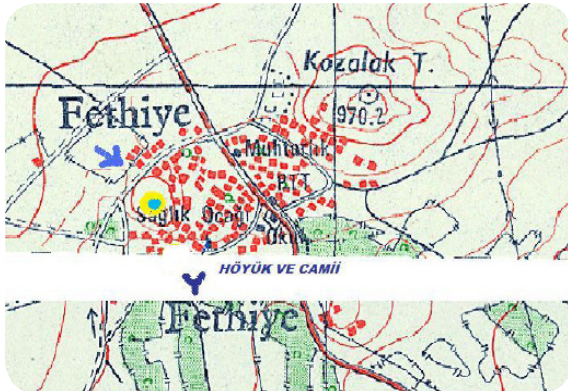 Kozalak T.
970.2
Fethiye
Muhtarlık
PTT
Sağlık Ocağı
Okul
HÖYÜK VE CAMİİ
Fethiye